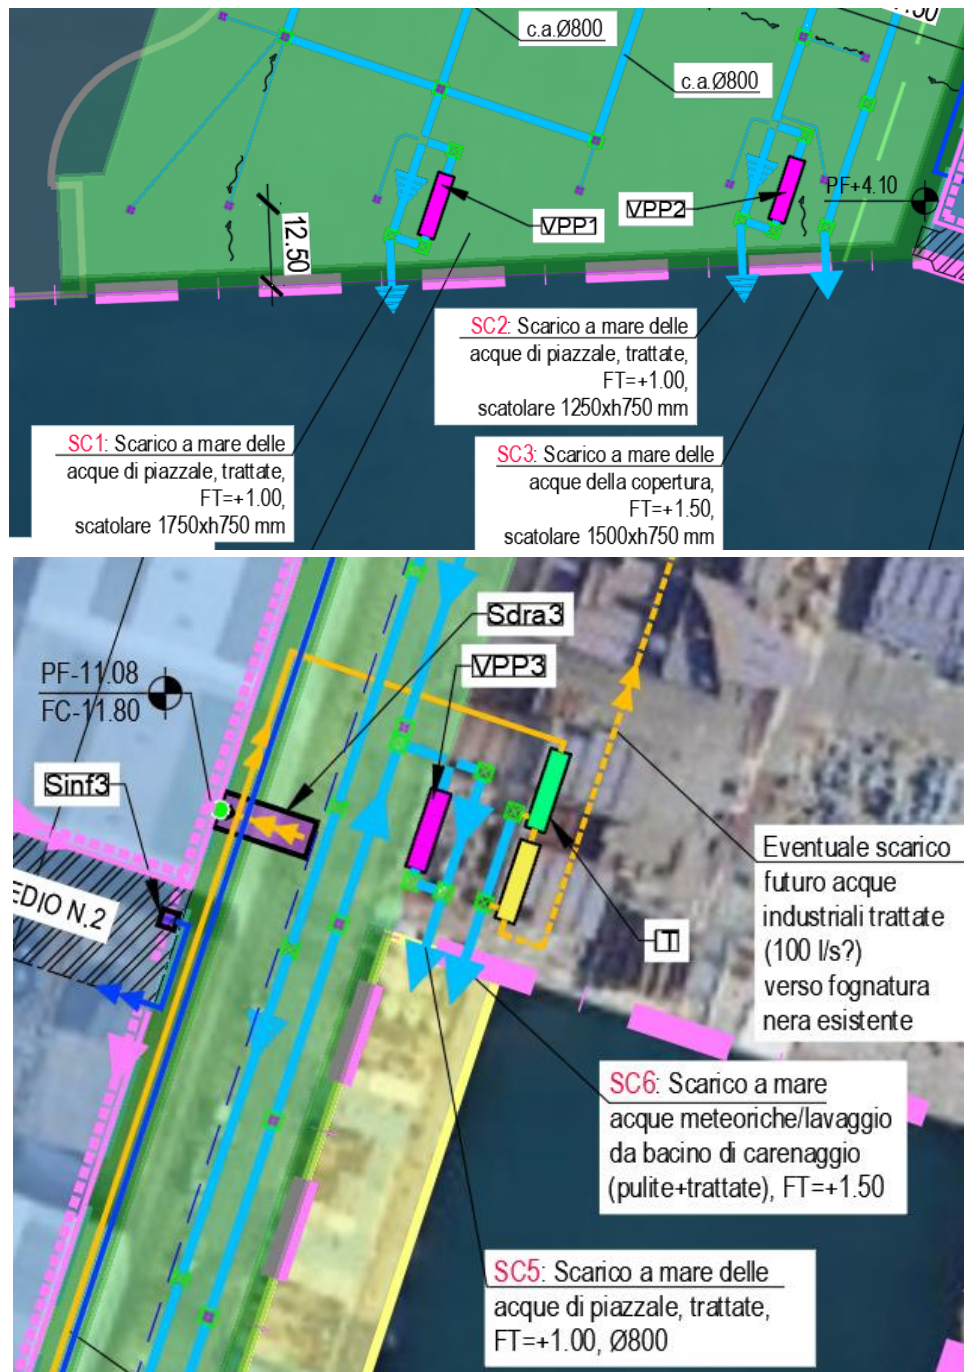 .50
c.a.Ø800
c.a.Ø800
PF+4.10
VPP2
VPP1
12.50
SC2: Scarico a mare delle
acque di piazzale, trattate,
FT=+1.00,
scatolare 1250xh750 mm
SC1: Scarico a mare delle
acque di piazzale, trattate,
FT=+1.00,
scatolare 1750xh750 mm
SC3: Scarico a mare delle
acque della copertura,
FT=+1.50,
scatolare 1500xh750 mm
Sdra3
VPP3
PF-11.08
FC-11.80
Sinf3
EDIO N.2
Eventuale scarico
futuro acque
industriali trattate
(100 l/s?)
verso fognatura
nera esistente
SC6: Scarico a mare
acque meteoriche/lavaggio
da bacino di carenaggio
(pulite+trattate), FT=+1.50
SC5: Scarico a mare delle
acque di piazzale, trattate,
FT=+1.00, Ø800